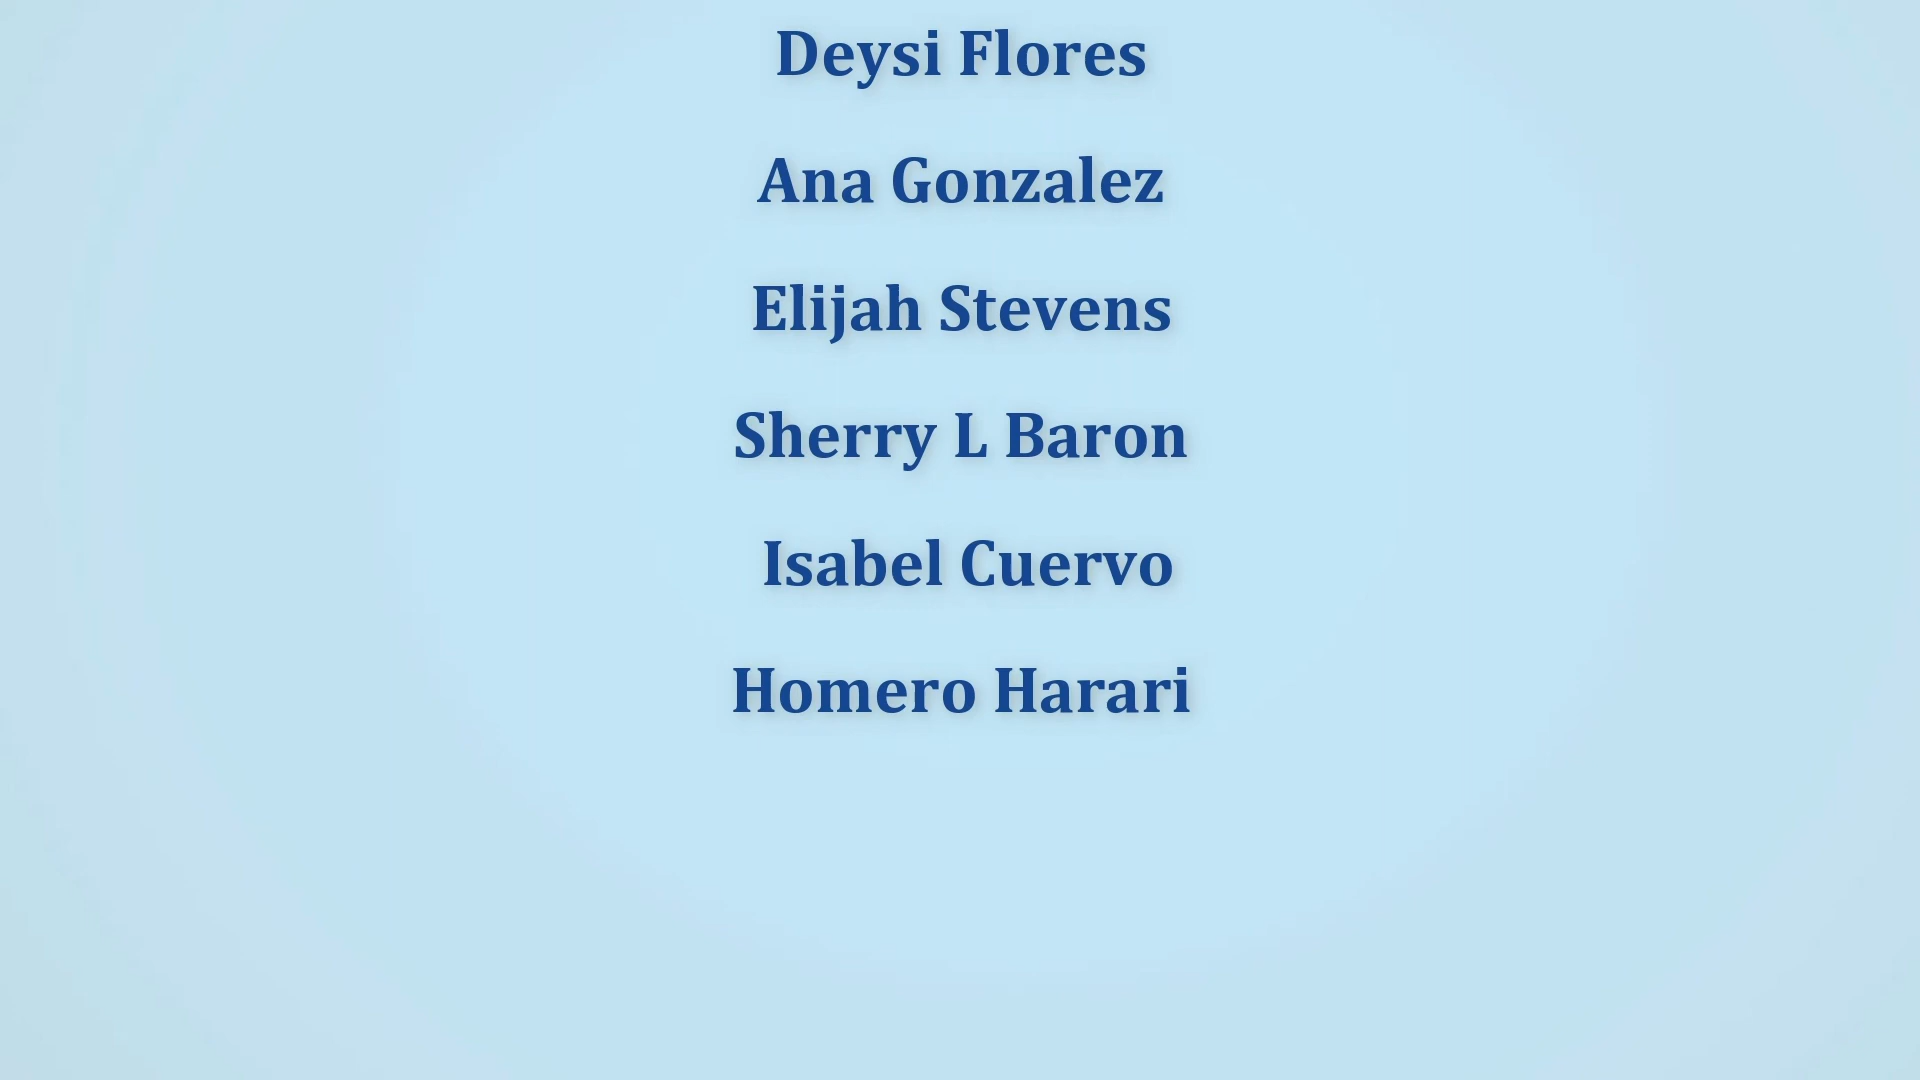 Deysi Flores
Ana Gonzalez
Elijah Stevens
Sherry L Baron
Isabel Cuervo
Homero Harari